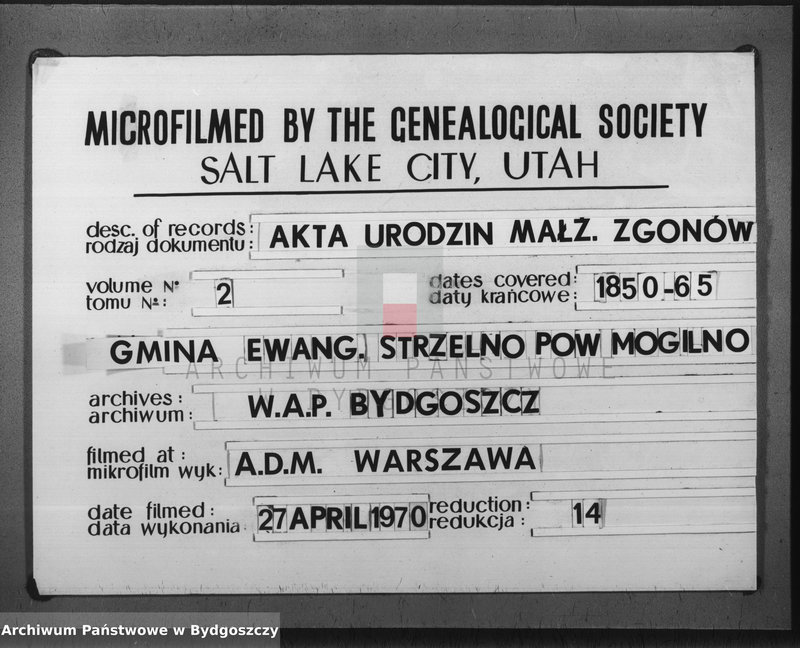 MICROFILMED BY THE GENEALOGICAL SOCIETY
SALT LAKE CITY, UTAH
desc. of records:
rodzaj dokumentu:
AKTA URODZIN MAŁŻ. ZGONÓW
volume Nº
tomu Nº:
2
dates covered:
daty krańcowe:
1850-65
GMINA EWANG. STRZELNO POW MOGILNO
ARCHIWUM PAŃSTWOWE
W BYDGOSZCZY
archives:
archiwum:
W.A.P. BYDGOSZCZ
filmed at:
mikrofilm wyk:
A.D.M. WARSZAWA
date filmed:
data wykonania:
27 APRIL 1970
reduction:
redukcja:
14
Archiwum Państwowe w Bydgoszczy